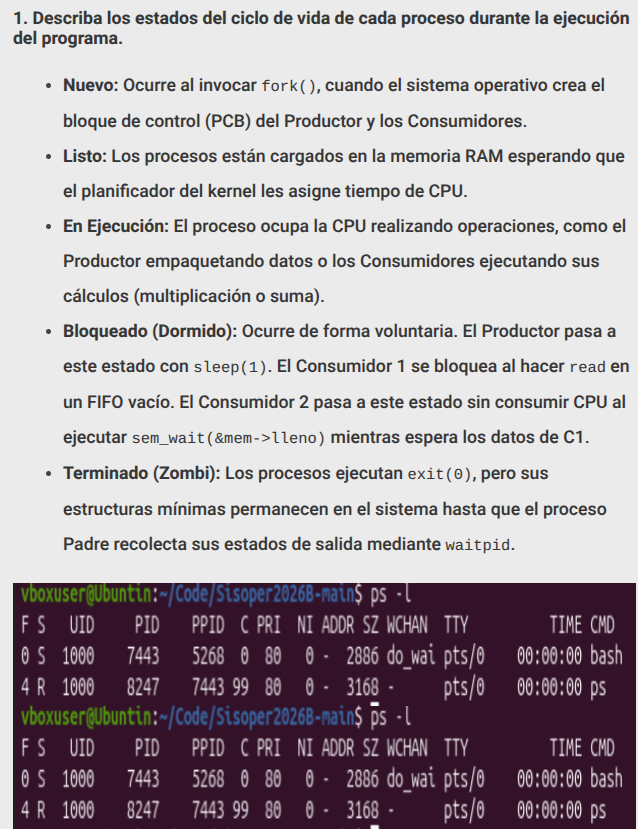 1. Describa los estados del ciclo de vida de cada proceso durante la ejecución
del programa.
• Nuevo: Ocurre al invocar fork(), cuando el sistema operativo crea el
bloque de control (PCB) del Productor y los Consumidores.
• Listo: Los procesos están cargados en la memoria RAM esperando que
el planificador del kernel les asigne tiempo de CPU.
• En Ejecución: El proceso ocupa la CPU realizando operaciones, como el
Productor empaquetando datos o los Consumidores ejecutando sus
cálculos (multiplicación o suma).
• Bloqueado (Dormido): Ocurre de forma voluntaria. El Productor pasa a
este estado con sleep(1). El Consumidor 1 se bloquea al hacer read en
un FIFO vacío. El Consumidor 2 pasa a este estado sin consumir CPU al
ejecutar sem_wait(&mem->lleno) mientras espera los datos de C1.
• Terminado (Zombi): Los procesos ejecutan exit(0), pero sus
estructuras mínimas permanecen en el sistema hasta que el proceso
Padre recolecta sus estados de salida mediante waitpid.
vboxuser@Ubuntin:~/Code/Sisoper2026B-main$ ps -l
F S UID PID PPID C PRI NI ADDR SZ WCHAN TTY TIME CMD
0 S 1000 7443 5268 0 80 0 - 2886 do_wai pts/0 00:00:00 bash
4 R 1000 8247 7443 99 80 0 - 3168 - pts/0 00:00:00 ps
vboxuser@Ubuntin:~/Code/Sisoper2026B-main$ ps -l
F S UID PID PPID C PRI NI ADDR SZ WCHAN TTY TIME CMD
0 S 1000 7443 5268 0 80 0 - 2886 do_wai pts/0 00:00:00 bash
4 R 1000 8247 7443 99 80 0 - 3168 - pts/0 00:00:00 ps